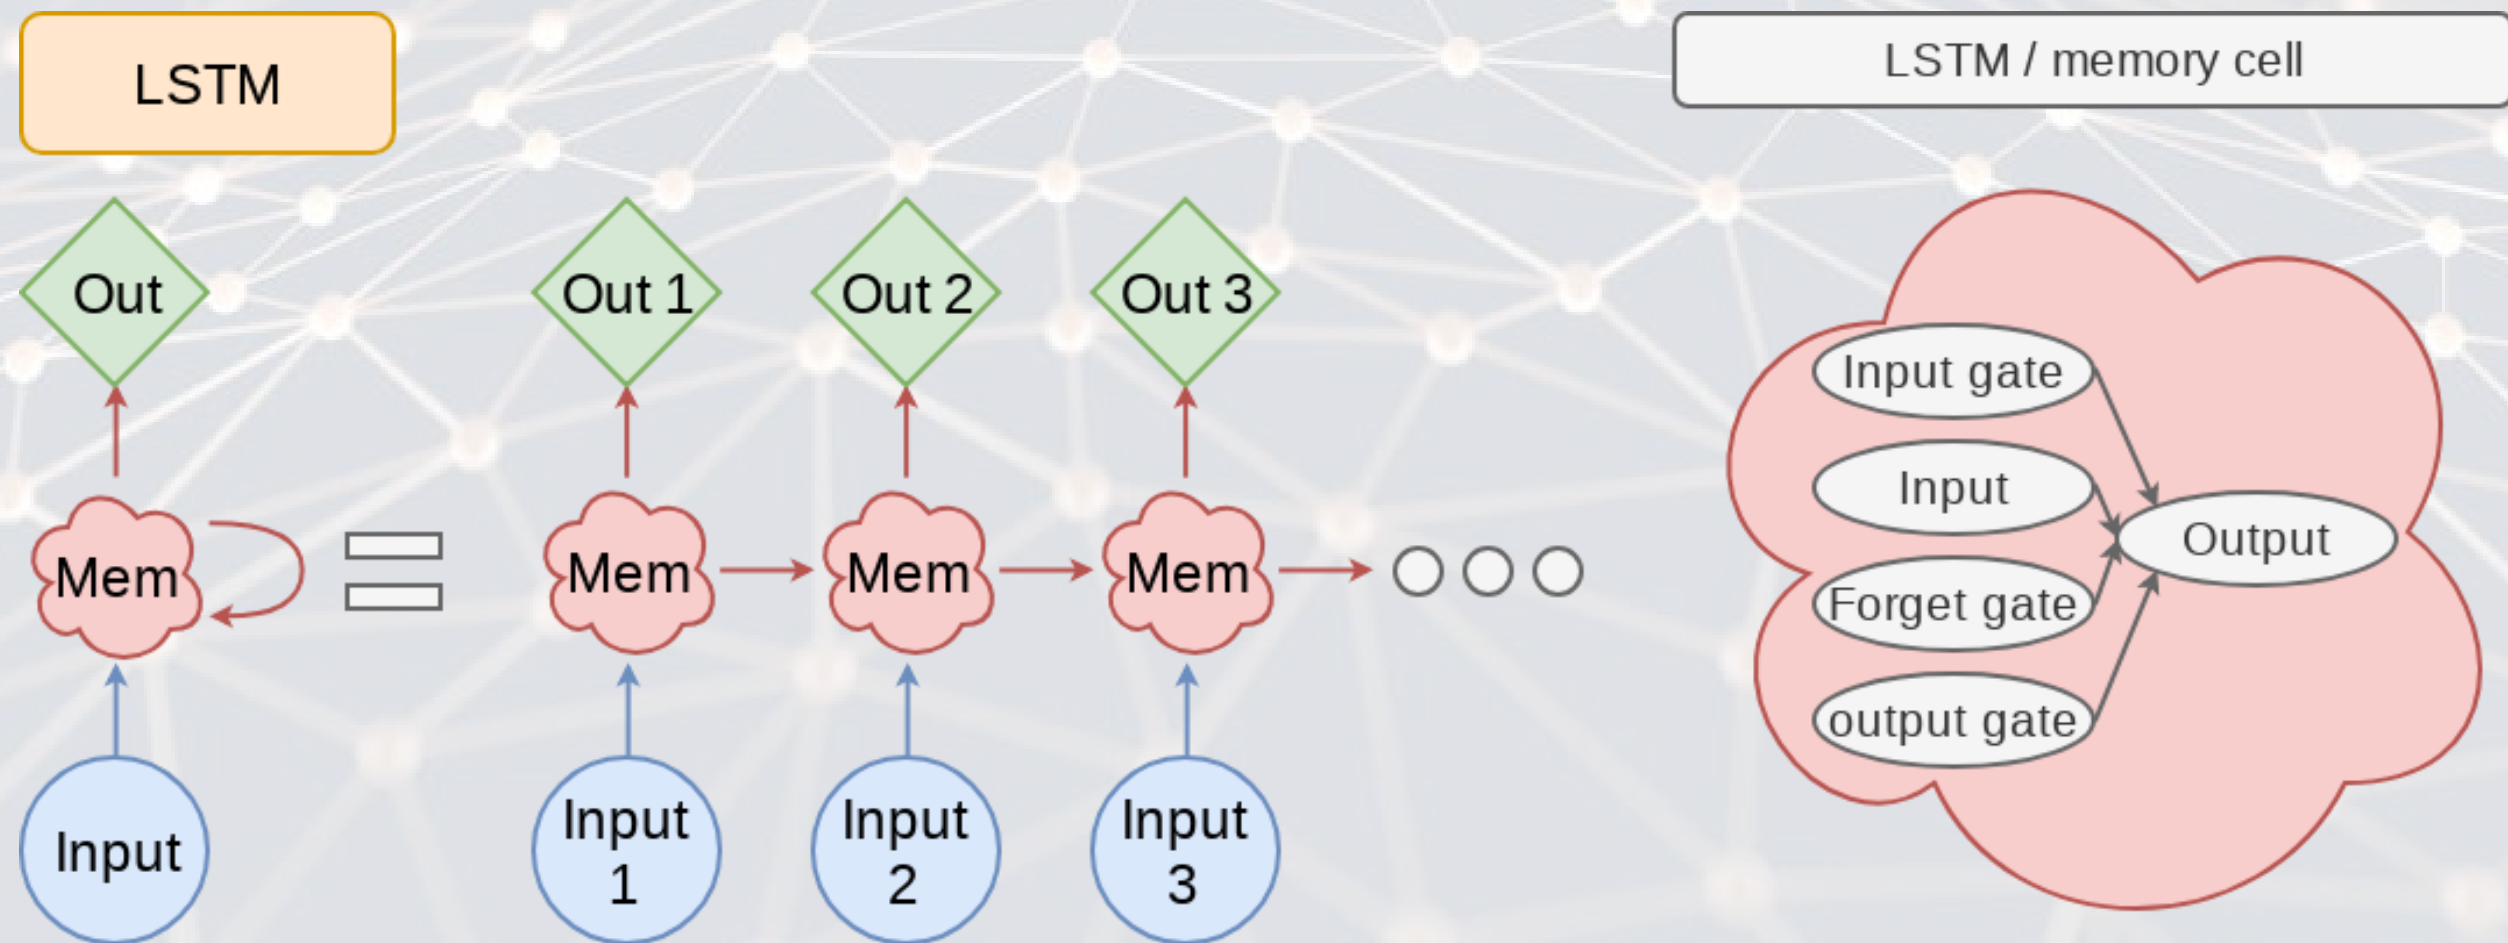 LSTM
LSTM / memory cell
Out
Out 1
Out 2
Out 3
Mem
Mem
Mem
Mem
Input
Input
1
Input
2
Input
3
Input gate
Input
Forget gate
output gate
Output